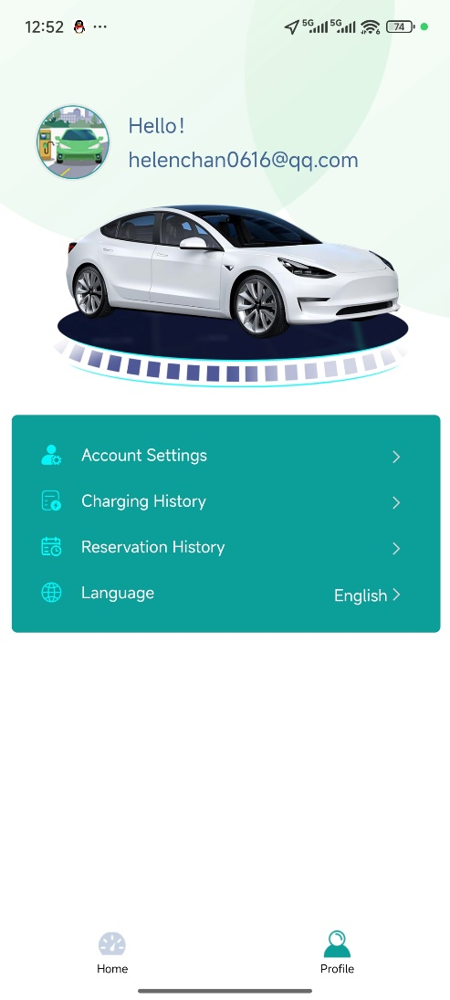 12:52 ... 5G 5G 6 74
Hello!
helenchan0616@qq.com
Account Settings
Charging History
Reservation History
Language English
Home Profile